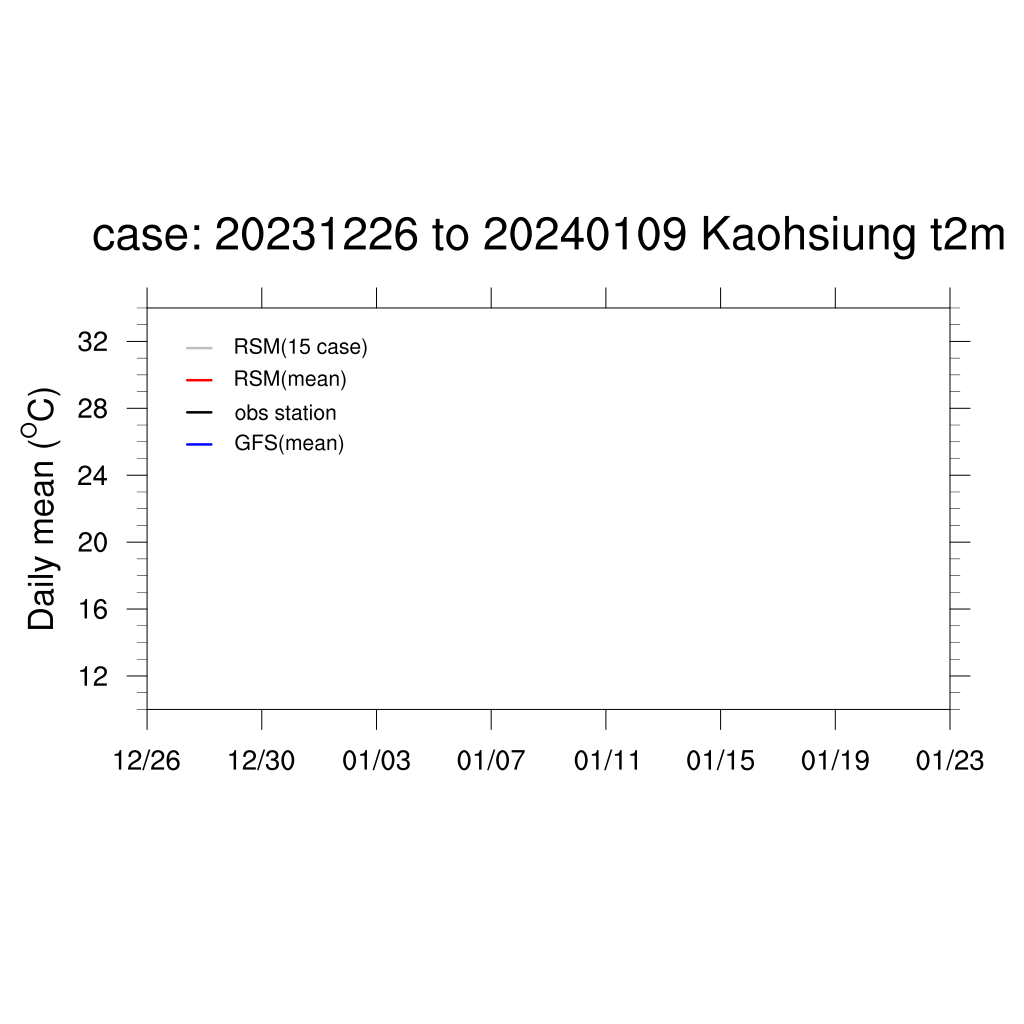 case: 20231226 to 20240109 Kaohsiung t2m
RSM(15 case)
RSM(mean)
obs station
GFS(mean)
Daily mean (°C)
32
28
24
20
16
12
12/26 12/30 01/03 01/07 01/11 01/15 01/19 01/23